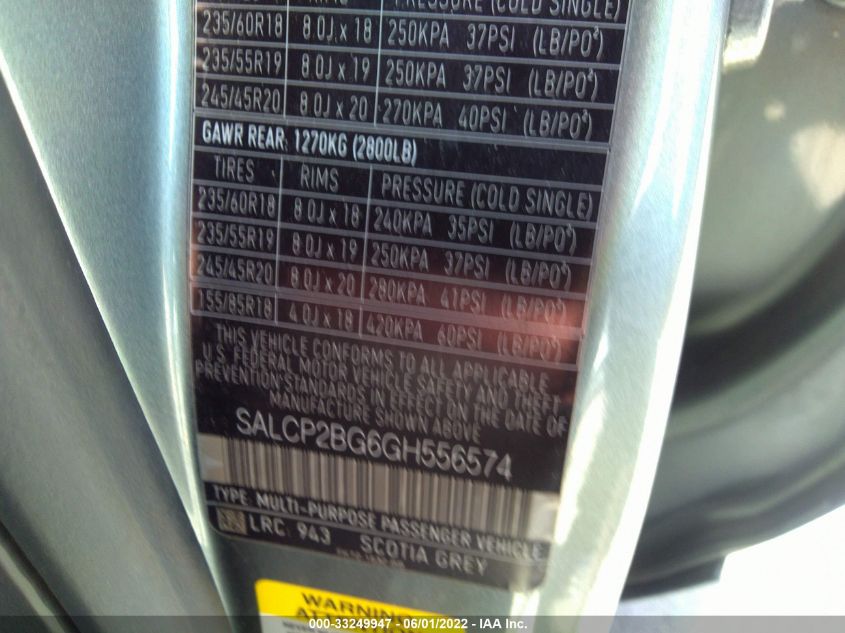 RIMS PRESSURE (COLD SINGLE)
235/60R18 8.0J x 18 250KPA 37PSI (LB/PO²)
235/55R19 8.0J x 19 250KPA 37PSI (LB/PO²)
245/45R20 8.0J x 20 270KPA 40PSI (LB/PO²)
GAWR REAR: 1270KG (2800LB)
TIRES RIMS PRESSURE (COLD SINGLE)
235/60R18 8.0J x 18 240KPA 35PSI (LB/PO²)
235/55R19 8.0J x 19 250KPA 37PSI (LB/PO²)
245/45R20 8.0J x 20 280KPA 41PSI (LB/PO²)
155/85R18 4.0J x 18 420KPA 60PSI (LB/PO²)
THIS VEHICLE CONFORMS TO ALL APPLICABLE
U.S. FEDERAL MOTOR VEHICLE SAFETY AND THEFT
PREVENTION STANDARDS IN EFFECT ON THE DATE OF
MANUFACTURE SHOWN ABOVE
SALCP2BG6GH556574
TYPE: MULTI-PURPOSE PASSENGER VEHICLE
LRC: 943 SCOTIA GREY
WARNING
ATTENTION
000-33249947 - 06/01/2022 - IAA Inc.